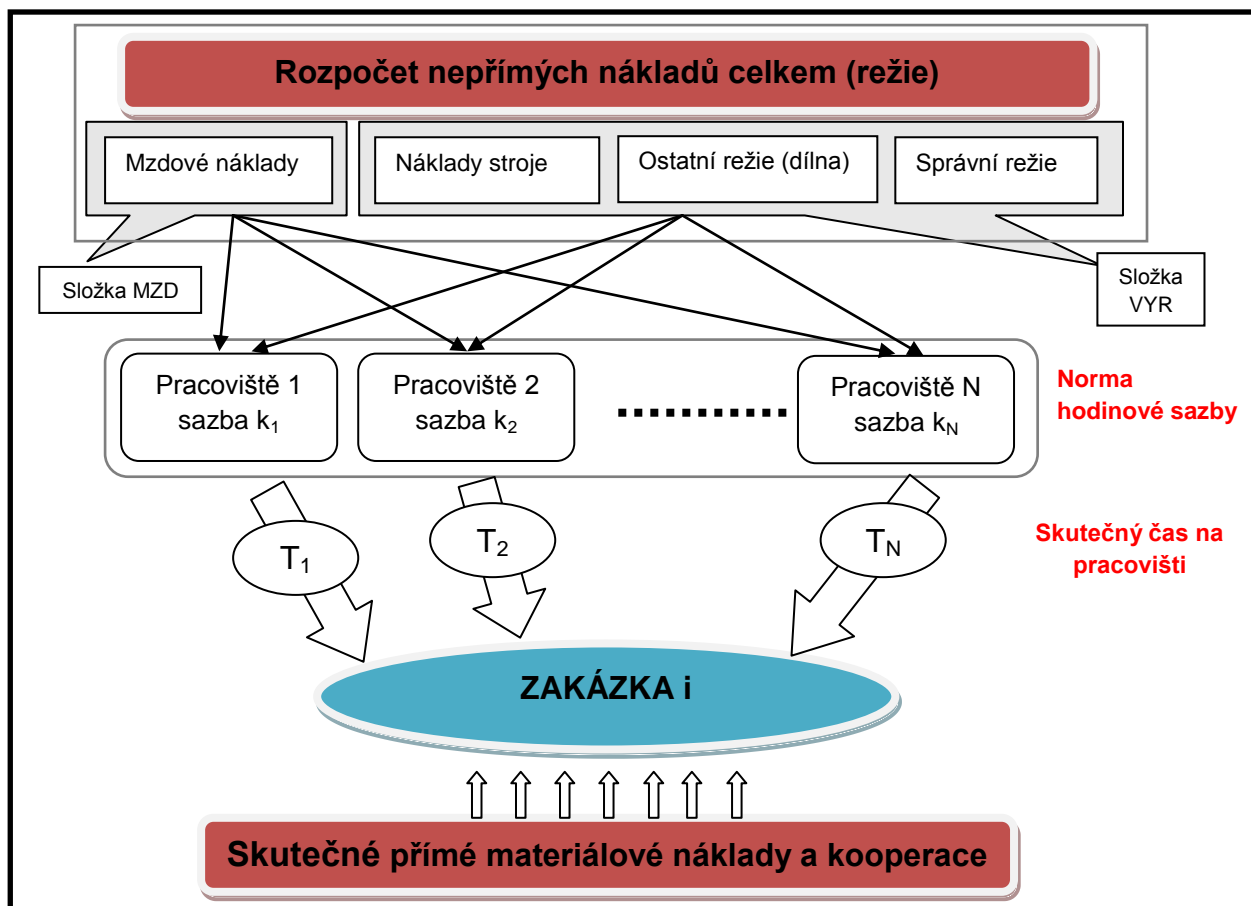 Rozpočet nepřímých nákladů celkem (režie)
Mzdové náklady
Náklady stroje
Ostatní režie (dílna)
Správní režie
Složka MZD
Složka
VYR
Pracoviště 1
sazba k₁
Pracoviště 2
sazba k₂
Pracoviště N
sazba kN
Norma
hodinové sazby
T₁
T₂
TN
Skutečný čas na
pracovišti
ZAKÁZKA i
Skutečné přímé materiálové náklady a kooperace